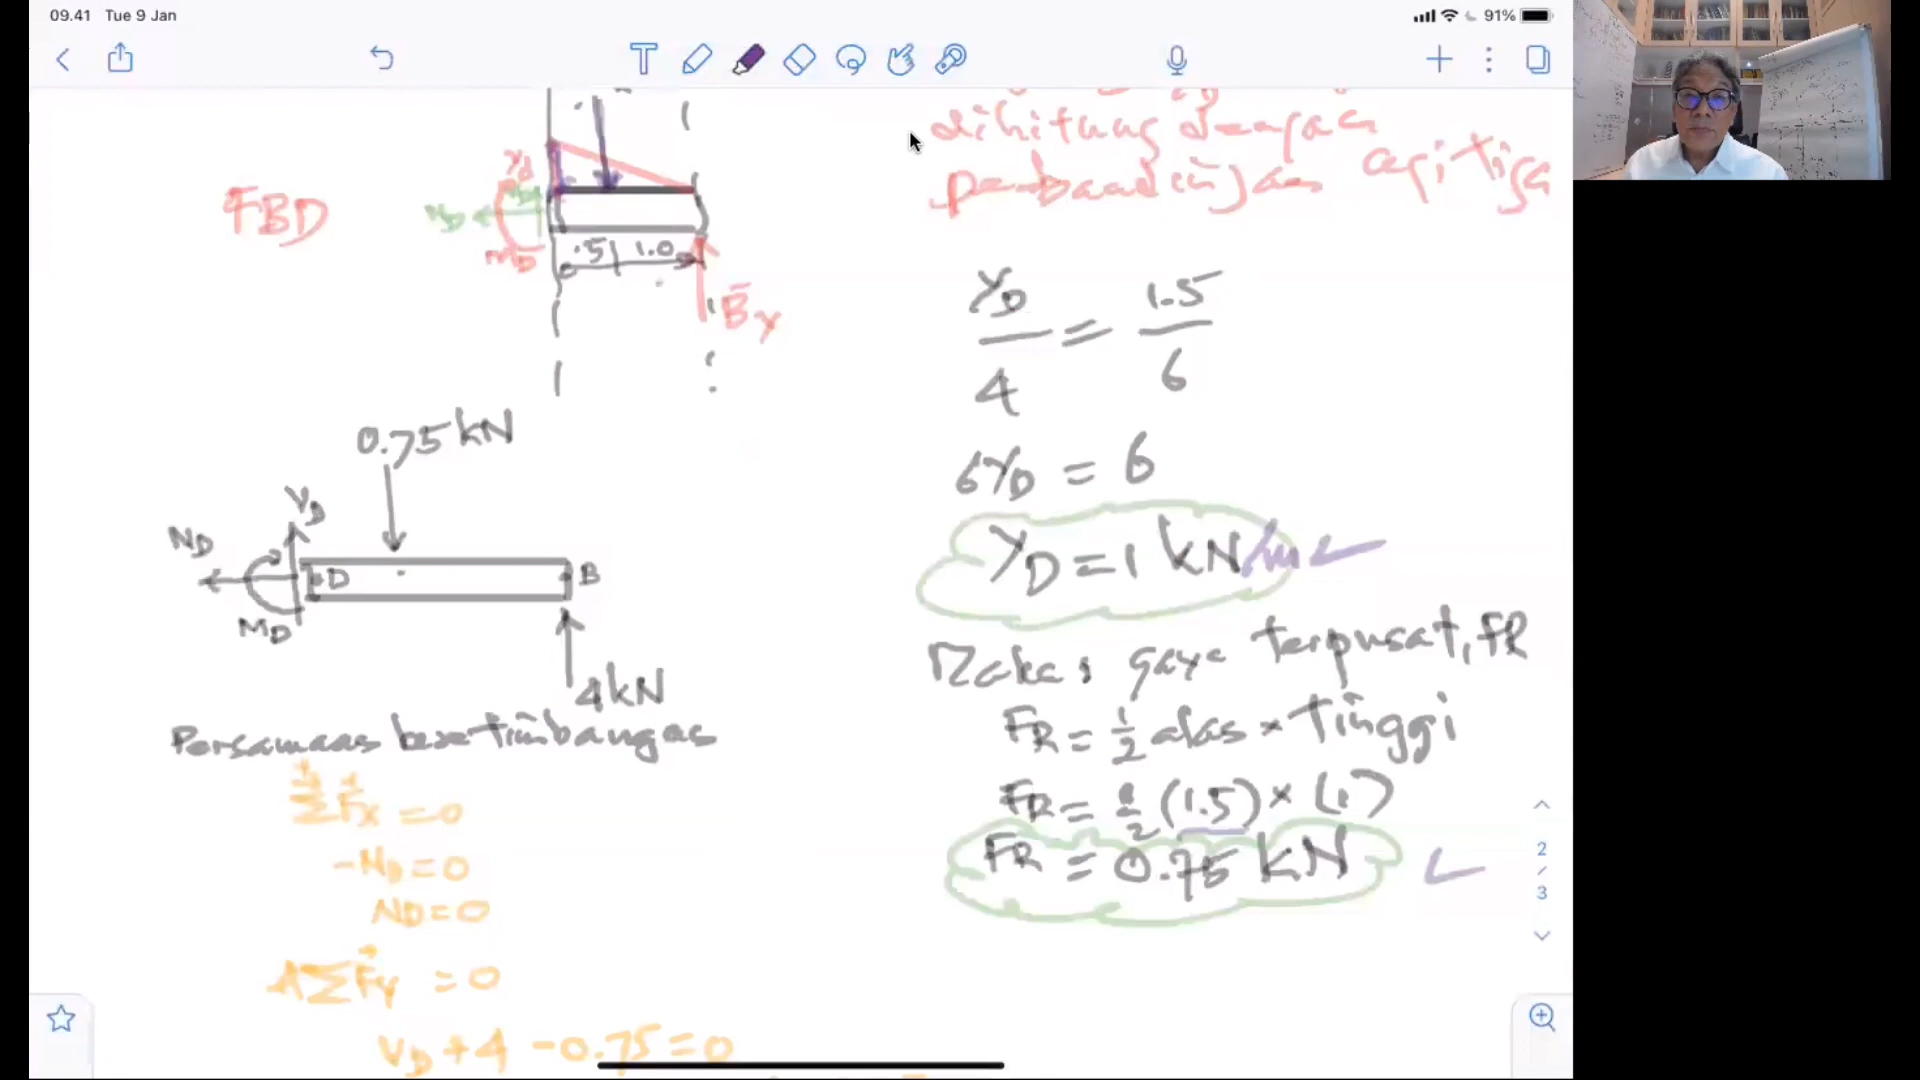 09.41 Tue 9 Jan
91%
dihitung dengan
perbandingan segitiga
FBD
Y_D
N_D
M_D
.5 | 1.0
B_y
Y_D / 4 = 1.5 / 6
6Y_D = 6
Y_D = 1 kN/m
0.75 kN
V_D
N_D
D
B
M_D
4 kN
Maka : gaya terpusat, FR
FR = 1/2 alas × Tinggi
FR = 1/2 (1.5) × (1)
FR = 0.75 kN
Persamaan kesetimbangan
+ΣFx = 0
-N_D = 0
N_D = 0
ΣFy = 0
V_D + 4 - 0.75 = 0
2
/
3